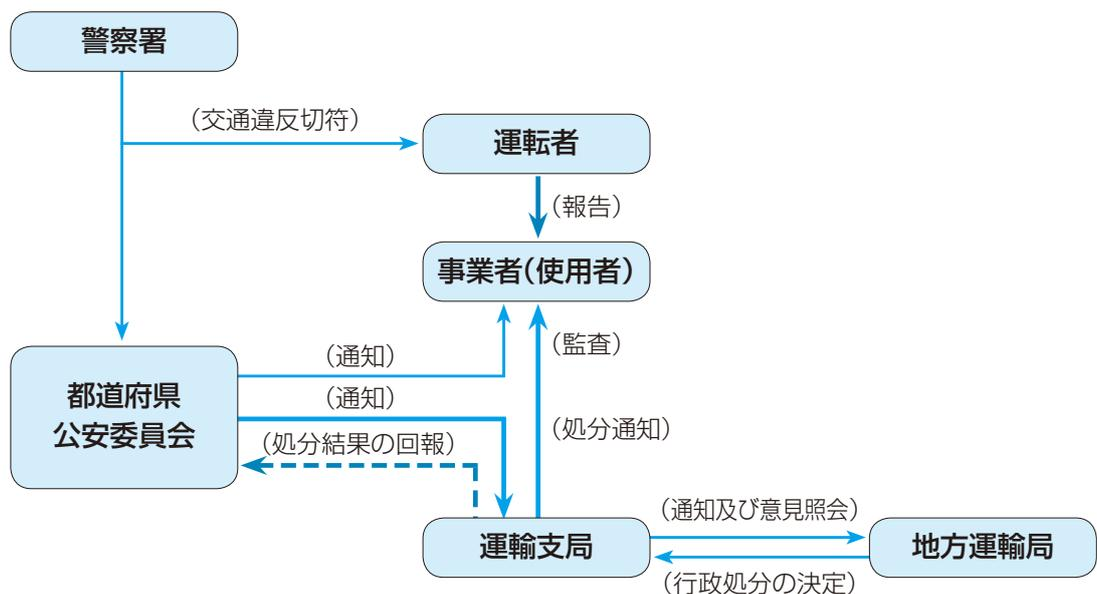 警察署
（交通違反切符）
運転者
（報告）
事業者（使用者）
（監査）
（通知）
都道府県
公安委員会
（通知）
（処分通知）
（処分結果の回報）
（通知及び意見照会）
運輸支局
地方運輸局
（行政処分の決定）